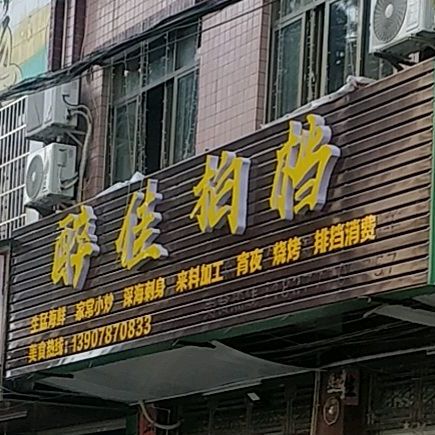 醉佳拍档
生猛海鲜 家常小炒 深海刺身 来料加工 宵夜 烧烤 排挡消费
美食热线:13907870833